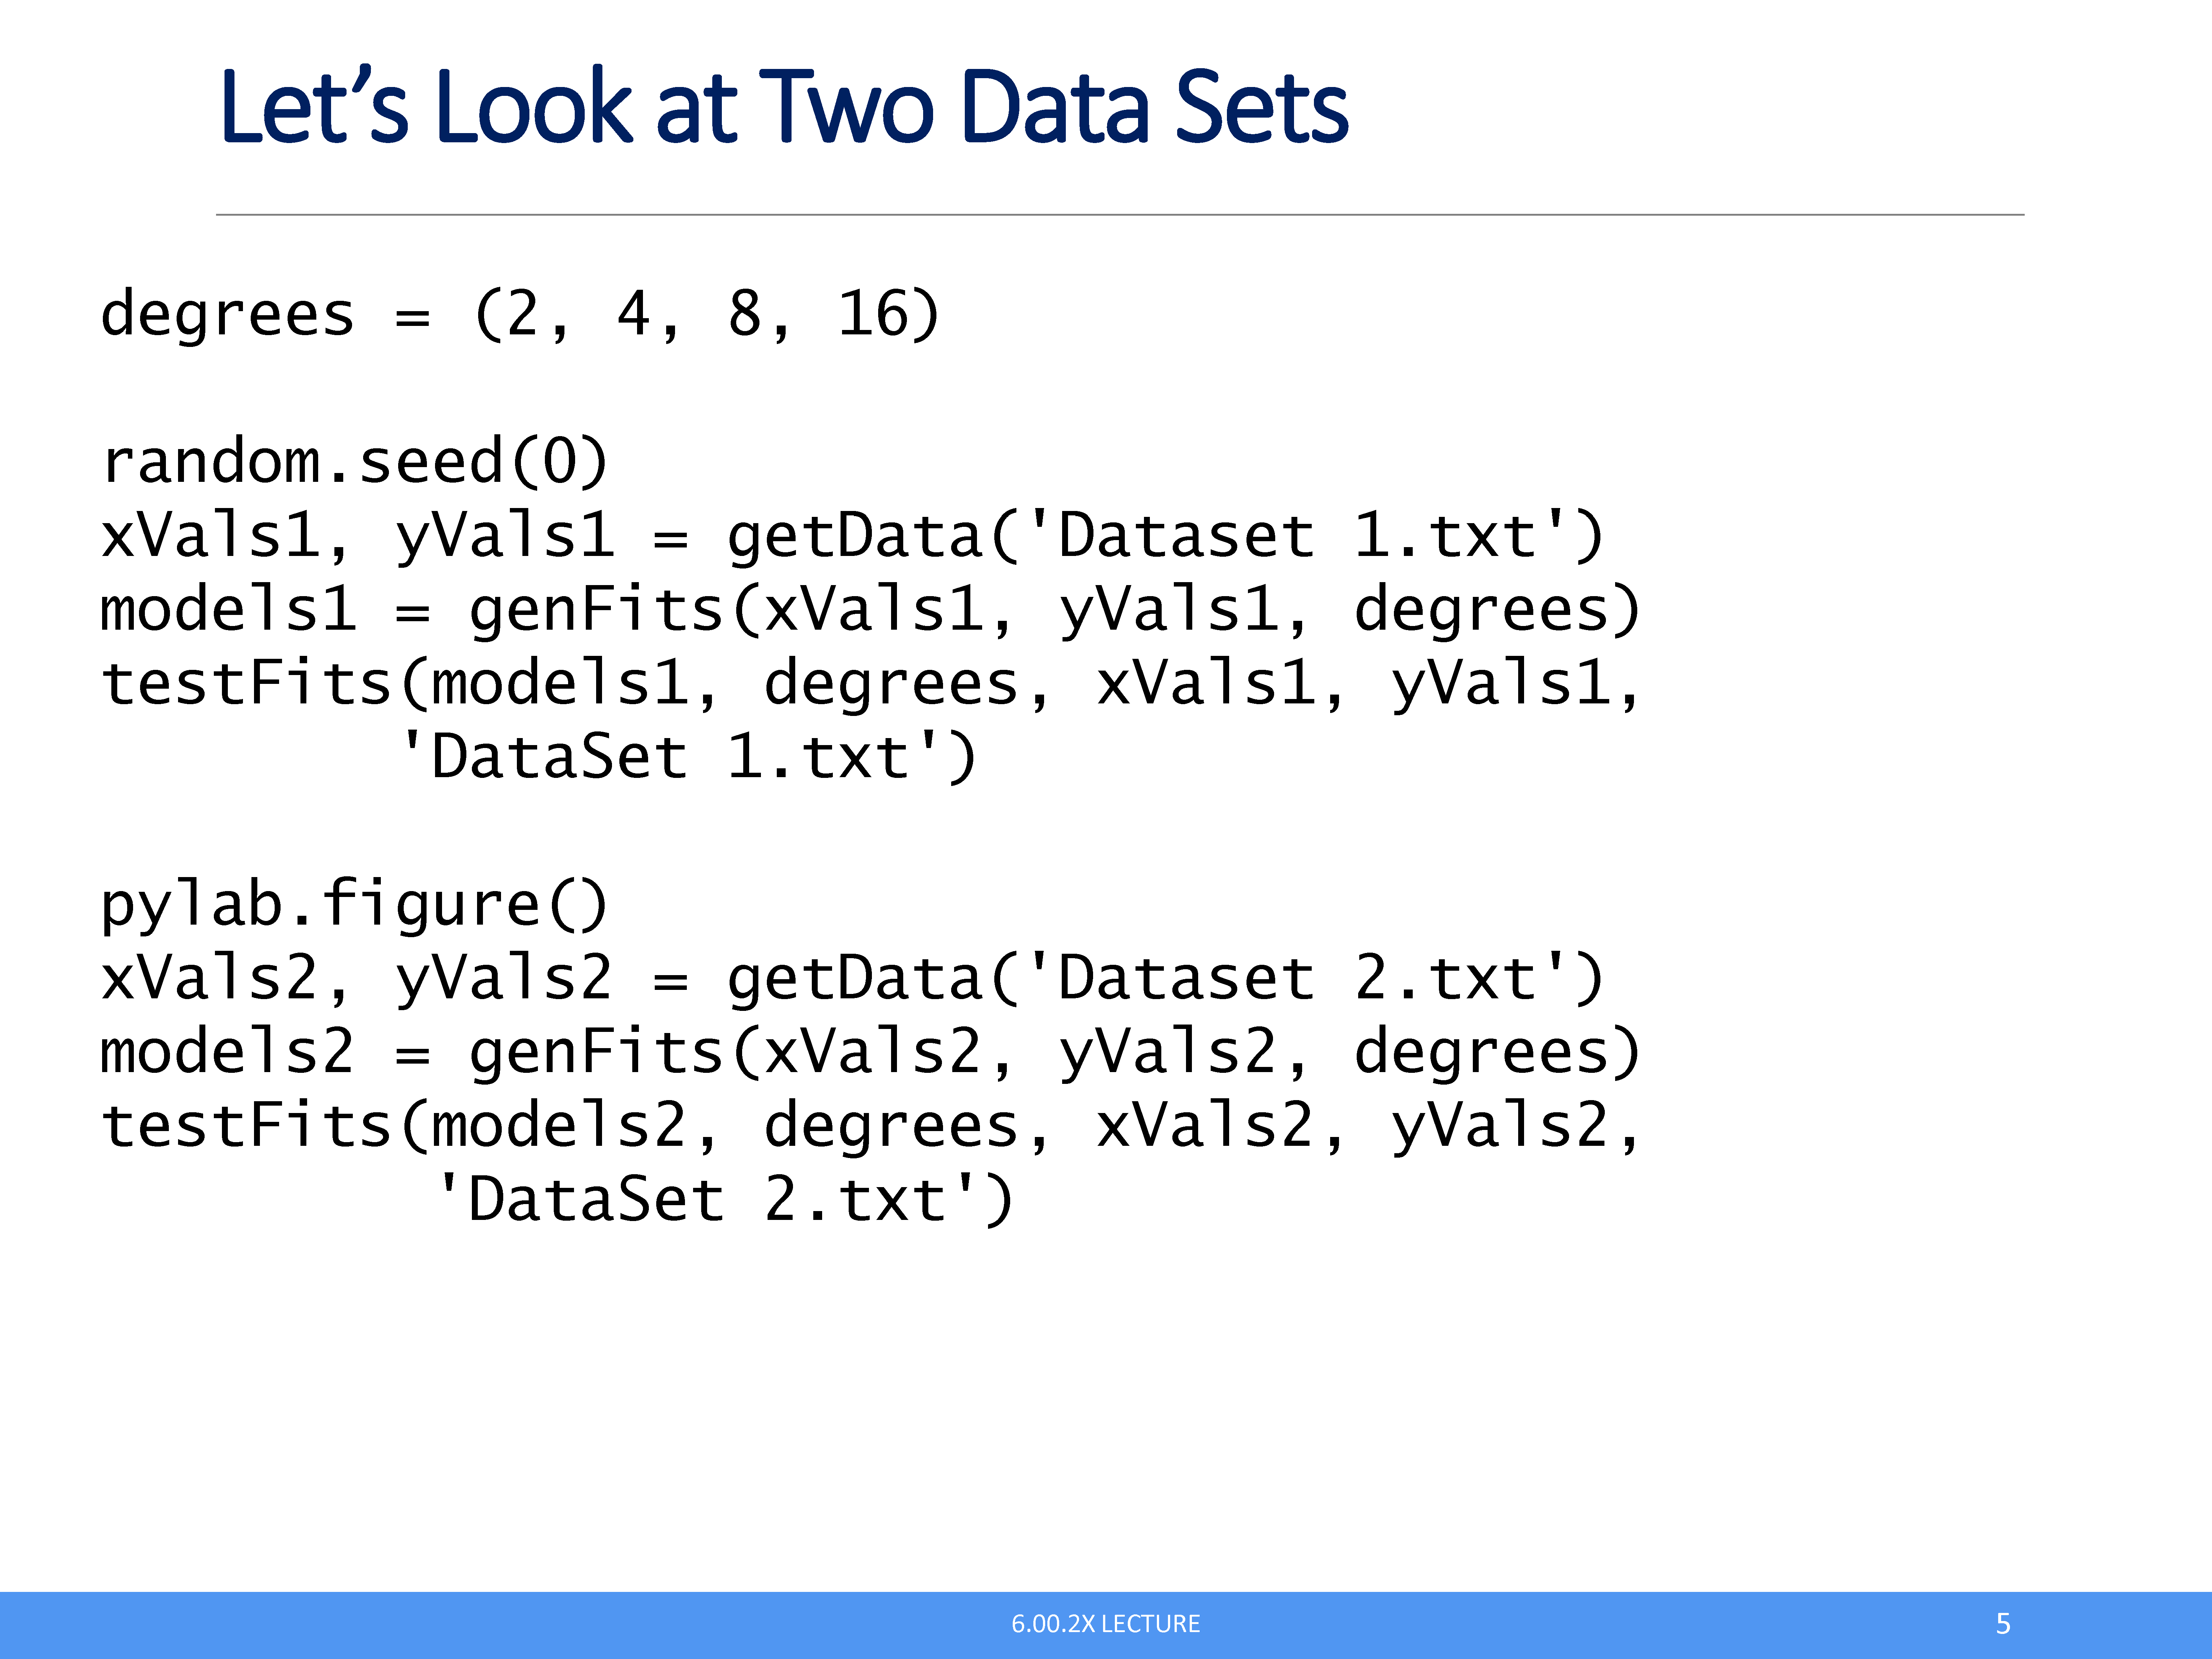 Let’s Look at Two Data Sets
degrees = (2, 4, 8, 16)
random.seed(0)
xVals1, yVals1 = getData('Dataset 1.txt')
models1 = genFits(xVals1, yVals1, degrees)
testFits(models1, degrees, xVals1, yVals1,
'DataSet 1.txt')
pylab.figure()
xVals2, yVals2 = getData('Dataset 2.txt')
models2 = genFits(xVals2, yVals2, degrees)
testFits(models2, degrees, xVals2, yVals2,
'DataSet 2.txt')
6.00.2X LECTURE
5